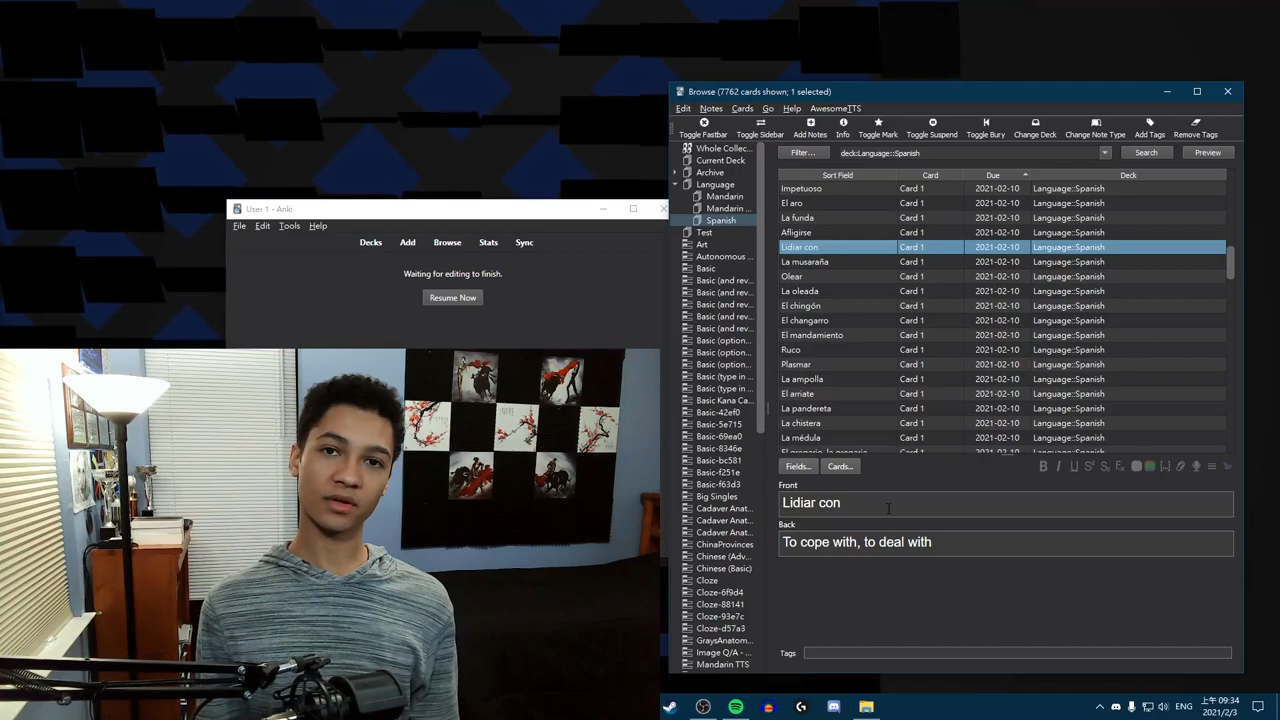 User 1 - Anki
File Edit Tools Help
Decks Add Browse Stats Sync
Waiting for editing to finish.
Resume Now
Browse (7762 cards shown; 1 selected)
Edit Notes Cards Go Help AwesomeTTS
Toggle Fastbar Toggle Sidebar Add Notes Info Toggle Mark Toggle Suspend Toggle Bury Change Deck Change Note Type Add Tags Remove Tags
Filter... deck:Language::Spanish Search Preview
Whole Collec...
Current Deck
Archive
Language
Mandarin
Mandarin ...
Spanish
Test
Art
Autonomous ...
Basic
Basic (and rev...
Basic (and rev...
Basic (and rev...
Basic (and rev...
Basic (and rev...
Basic (and rev...
Basic (option...
Basic (option...
Basic (type in ...
Basic (type in ...
Basic Kana Ca...
Basic-42ef0
Basic-5e715
Basic-69ea0
Basic-8346e
Basic-bc581
Basic-f251e
Basic-f63d3
Big Singles
Cadaver Anat...
Cadaver Anat...
Cadaver Anat...
ChinaProvinces
Chinese (Adv...
Chinese (Basic)
Cloze
Cloze-6f9d4
Cloze-88141
Cloze-93e7c
Cloze-d57a3
GraysAnatom...
Image Q/A - ...
Mandarin TTS
Sort Field Card Due Deck
Impetuoso Card 1 2021-02-10 Language::Spanish
El aro Card 1 2021-02-10 Language::Spanish
La funda Card 1 2021-02-10 Language::Spanish
Afligirse Card 1 2021-02-10 Language::Spanish
Lidiar con Card 1 2021-02-10 Language::Spanish
La musaraña Card 1 2021-02-10 Language::Spanish
Olear Card 1 2021-02-10 Language::Spanish
La oleada Card 1 2021-02-10 Language::Spanish
El chingón Card 1 2021-02-10 Language::Spanish
El changarro Card 1 2021-02-10 Language::Spanish
El mandamiento Card 1 2021-02-10 Language::Spanish
Ruco Card 1 2021-02-10 Language::Spanish
Plasmar Card 1 2021-02-10 Language::Spanish
La ampolla Card 1 2021-02-10 Language::Spanish
El arriate Card 1 2021-02-10 Language::Spanish
La pandereta Card 1 2021-02-10 Language::Spanish
La chistera Card 1 2021-02-10 Language::Spanish
La médula Card 1 2021-02-10 Language::Spanish
Card 1 2021-02-10 Language::Spanish
Fields... Cards...
Front
Lidiar con
Back
To cope with, to deal with
Tags
ENG
上午 09:34
2021/2/3